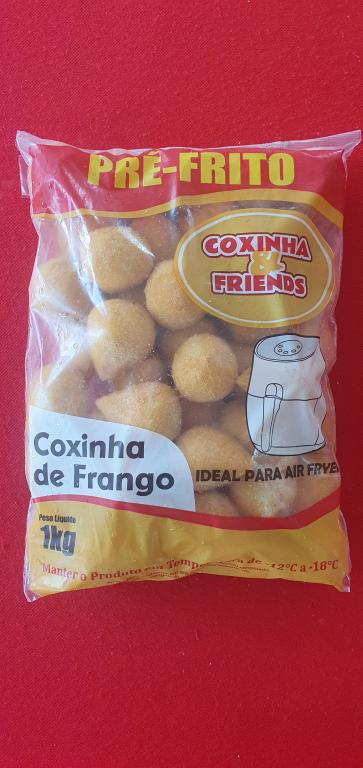 PRÉ-FRITO
COXINHA
&
FRIENDS
Coxinha
de Frango
IDEAL PARA AIR FRYER
Peso Líquido
1kg
Manter o Produto em Temperatura de -12°C a -18°C